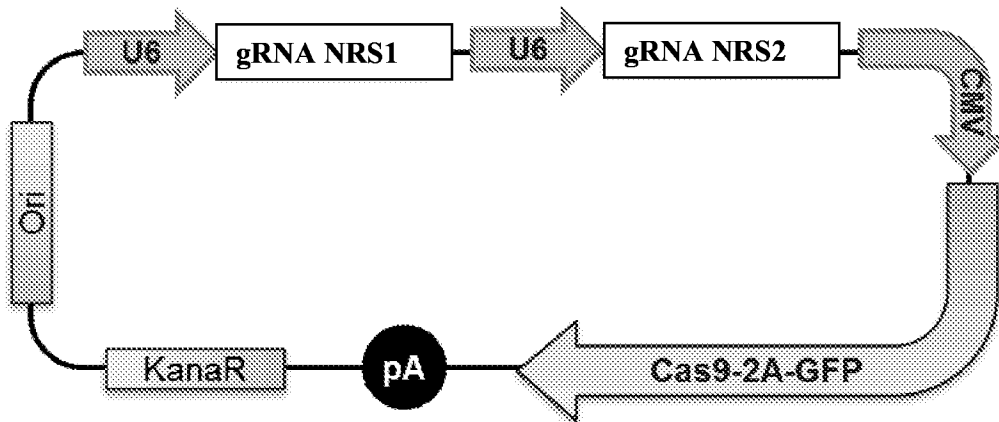 U6
gRNA NRS1
U6
gRNA NRS2
CMV
Ori
KanaR
pA
Cas9-2A-GFP